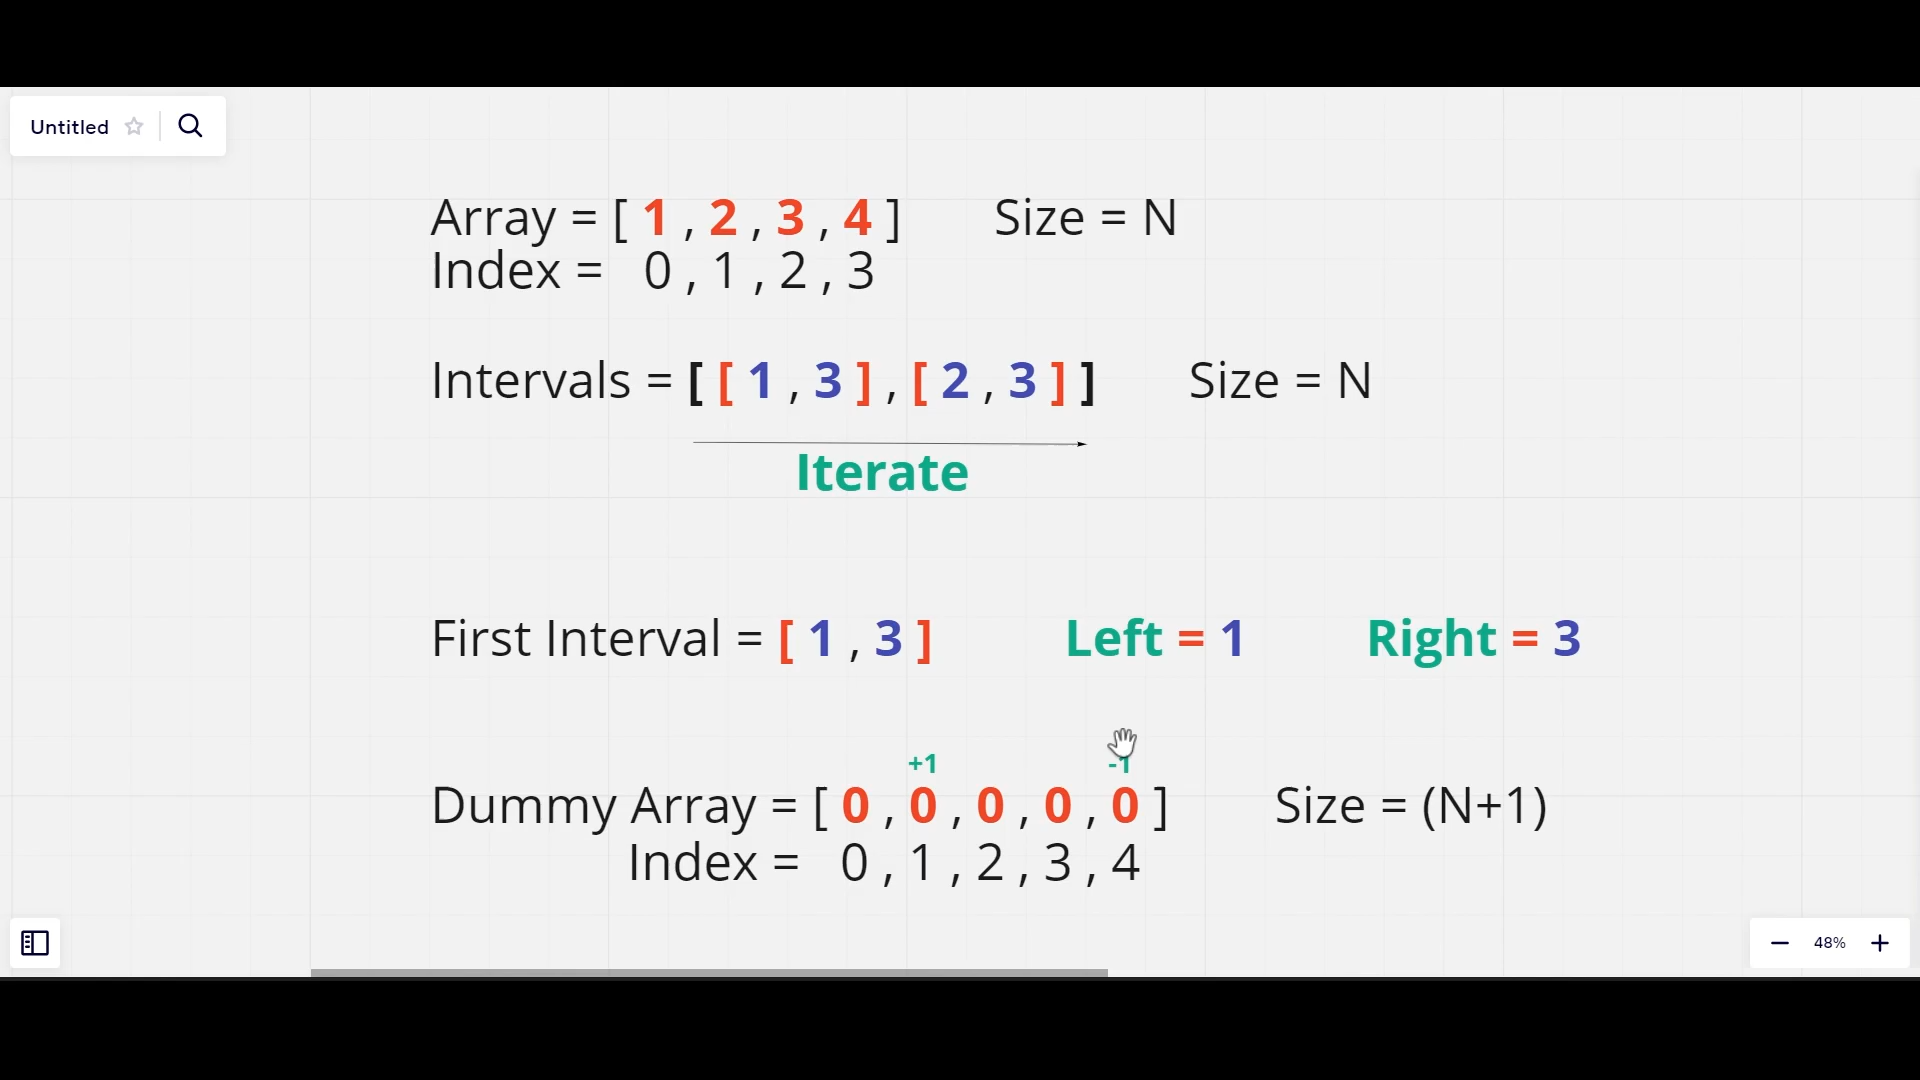 Untitled
Array = [ 1 , 2 , 3 , 4 ] Size = N
Index = 0 , 1 , 2 , 3
Intervals = [ [ 1 , 3 ] , [ 2 , 3 ] ] Size = N
Iterate
First Interval = [ 1 , 3 ] Left = 1 Right = 3
+1 -1
Dummy Array = [ 0 , 0 , 0 , 0 , 0 ] Size = (N+1)
Index = 0 , 1 , 2 , 3 , 4
48%